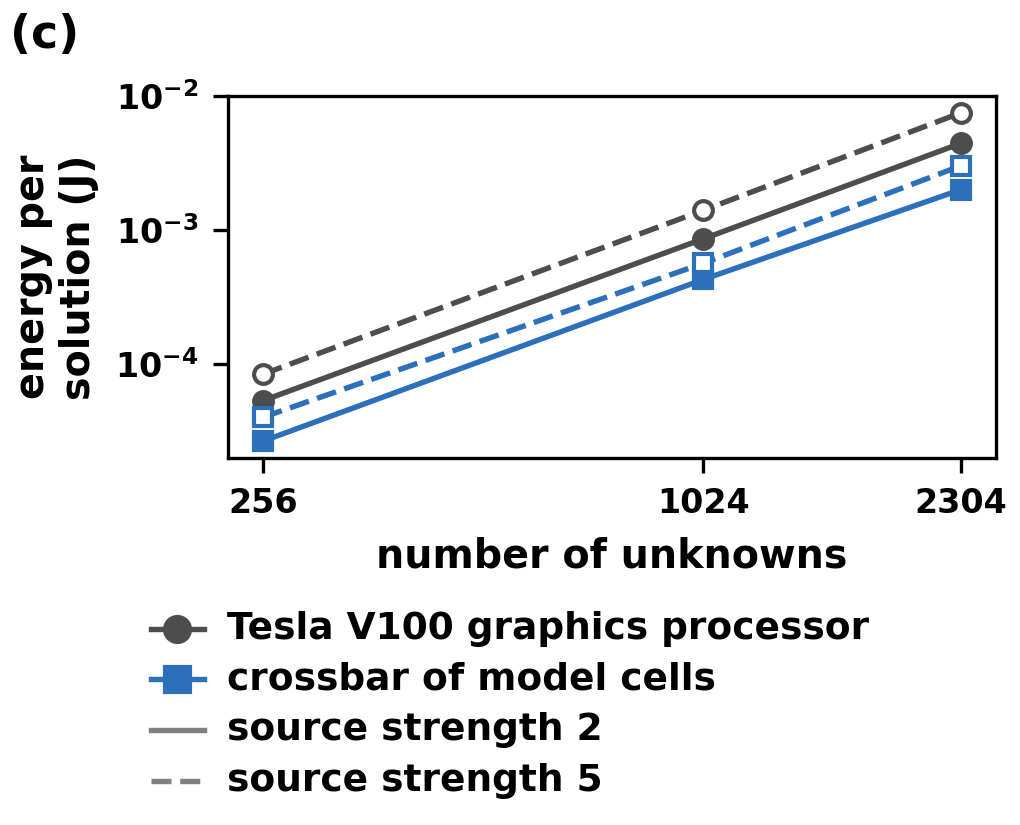 (c)
10⁻²
10⁻³
10⁻⁴
energy per
solution (J)
256 1024 2304
number of unknowns
Tesla V100 graphics processor
crossbar of model cells
source strength 2
source strength 5